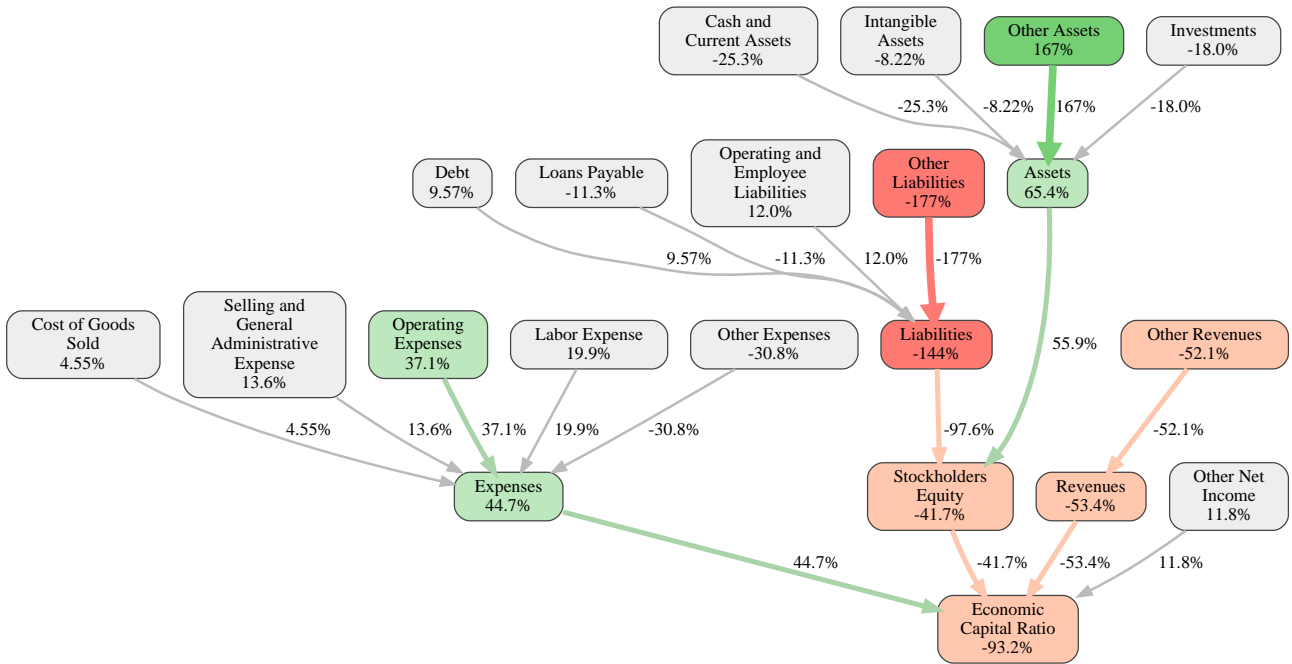 Cash and
Current Assets
-25.3%
Intangible
Assets
-8.22%
Other Assets
167%
Investments
-18.0%
-25.3%
-8.22%
167%
-18.0%
Debt
9.57%
Loans Payable
-11.3%
Operating and
Employee
Liabilities
12.0%
Other
Liabilities
-177%
Assets
65.4%
9.57%
-11.3%
12.0%
-177%
Cost of Goods
Sold
4.55%
Selling and
General
Administrative
Expense
13.6%
Operating
Expenses
37.1%
Labor Expense
19.9%
Other Expenses
-30.8%
Liabilities
-144%
55.9%
Other Revenues
-52.1%
4.55%
13.6%
37.1%
19.9%
-30.8%
-97.6%
-52.1%
Expenses
44.7%
Stockholders
Equity
-41.7%
Revenues
-53.4%
Other Net
Income
11.8%
44.7%
-41.7%
-53.4%
11.8%
Economic
Capital Ratio
-93.2%